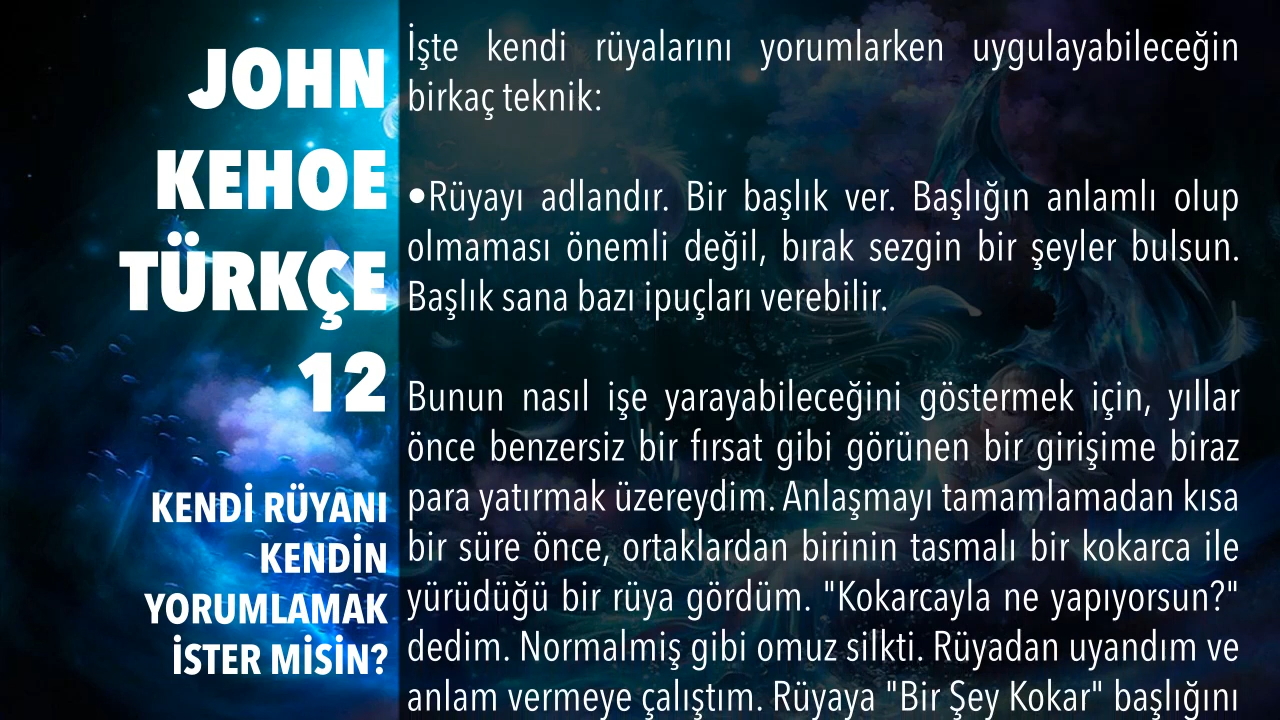 JOHN
KEHOE
TÜRKÇE
12
KENDİ RÜYANI
KENDİN
YORUMLAMAK
İSTER MİSİN?
İşte kendi rüyalarını yorumlarken uygulayabileceğin
birkaç teknik:
•Rüyayı adlandır. Bir başlık ver. Başlığın anlamlı olup
olmaması önemli değil, bırak sezgin bir şeyler bulsun.
Başlık sana bazı ipuçları verebilir.
Bunun nasıl işe yarayabileceğini göstermek için, yıllar
önce benzersiz bir fırsat gibi görünen bir girişime biraz
para yatırmak üzereydim. Anlaşmayı tamamlamadan kısa
bir süre önce, ortaklardan birinin tasmalı bir kokarca ile
yürüdüğü bir rüya gördüm. "Kokarcayla ne yapıyorsun?"
dedim. Normalmiş gibi omuz silkti. Rüyadan uyandım ve
anlam vermeye çalıştım. Rüyaya "Bir Şey Kokar" başlığını